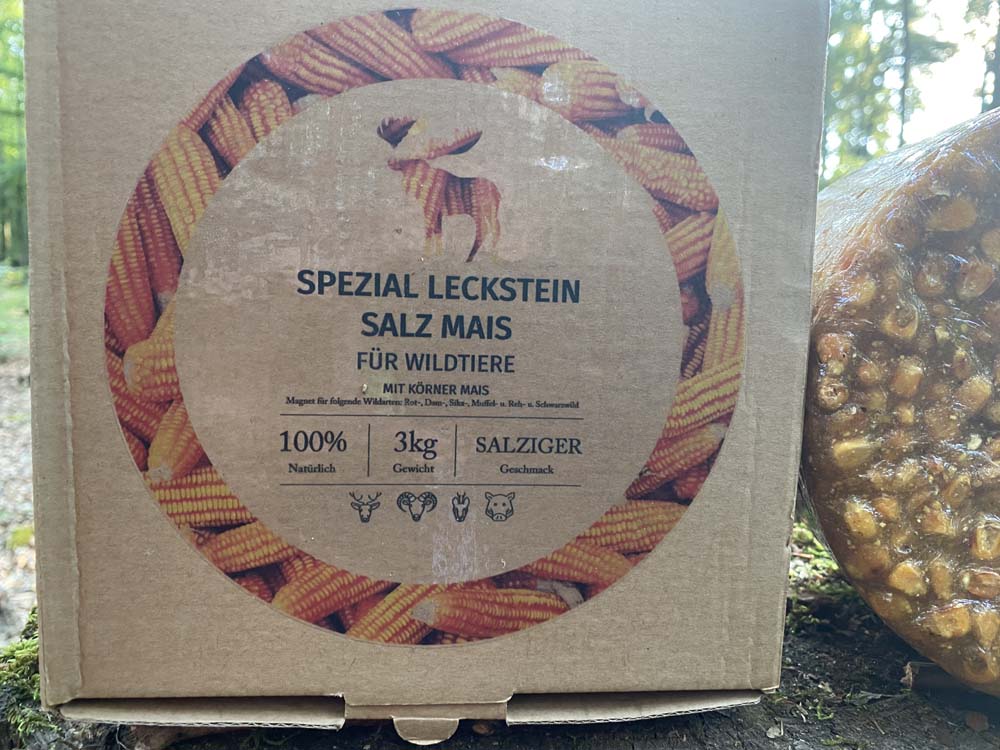 SPEZIAL LECKSTEIN
SALZ MAIS
FÜR WILDTIERE
MIT KÖRNER MAIS
Magnet für folgende Wildarten: Rot-, Dam-, Sika-, Muffel- u. Reh- u. Schwarzwild
100% 3kg SALZIGER
Natürlich Gewicht Geschmack